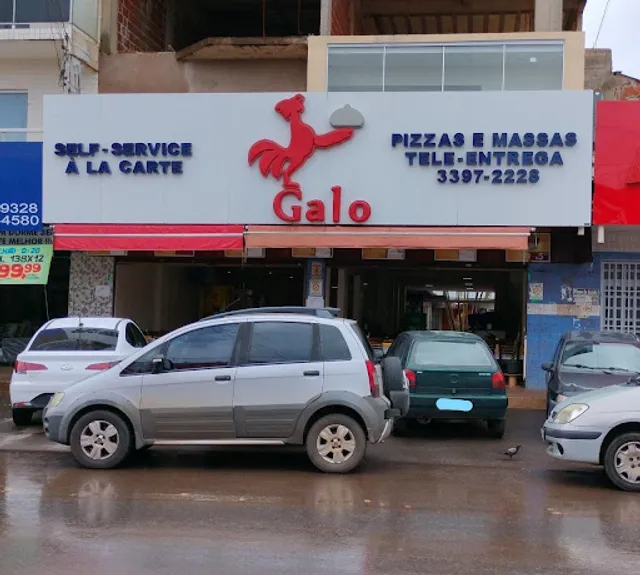 SELF-SERVICE
À LA CARTE
Galo
PIZZAS E MASSAS
TELE-ENTREGA
3397-2228
9328
-4580
138X12
99,99